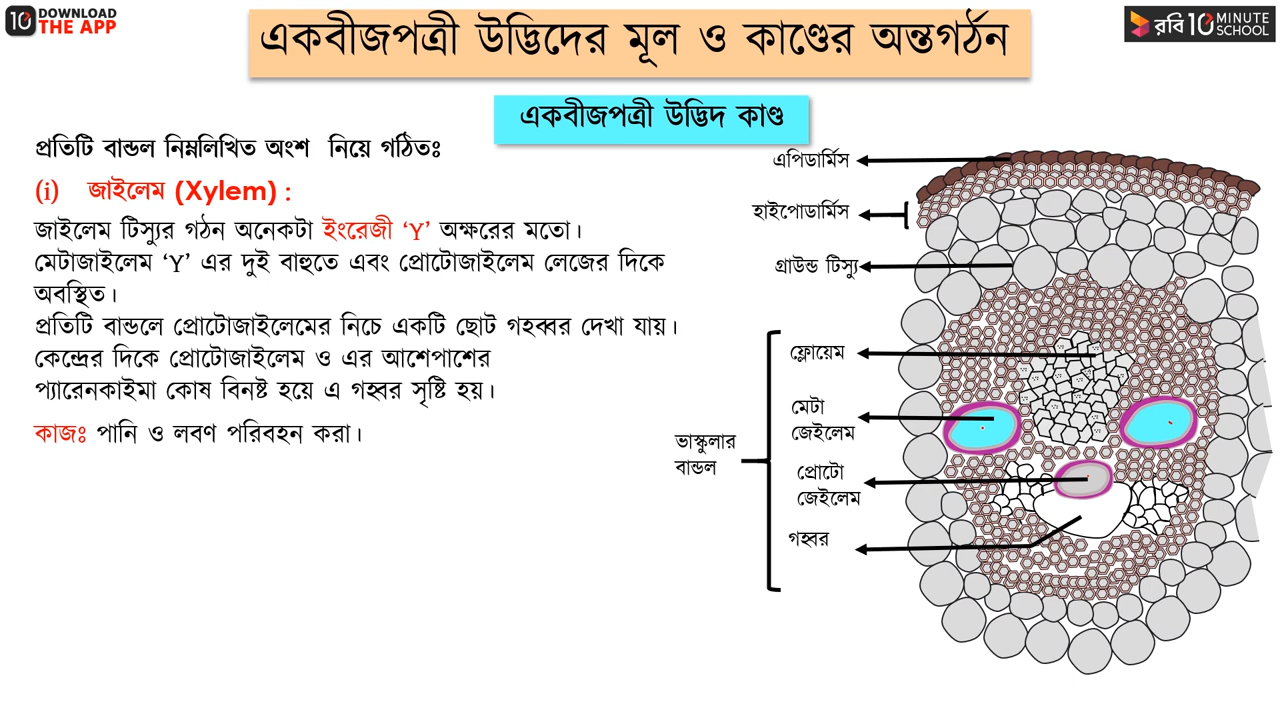 10 DOWNLOAD
THE APP
একবীজপত্রী উদ্ভিদের মূল ও কাণ্ডের অন্তগর্ঠন
রবি 10 MINUTE
SCHOOL
একবীজপত্রী উদ্ভিদ কাণ্ড
প্রতিটি বান্ডল নিম্নলিখিত অংশ নিয়ে গঠিতঃ
(i) জাইলেম (Xylem) :
জাইলেম টিস্যুর গঠন অনেকটা ইংরেজী ‘Y’ অক্ষরের মতো।
মেটাজাইলেম ‘Y’ এর দুই বাহুতে এবং প্রোটোজাইলেম লেজের দিকে
অবস্থিত।
প্রতিটি বান্ডলে প্রোটোজাইলেমের নিচে একটি ছোট গহব্বর দেখা যায়।
কেন্দ্রের দিকে প্রোটোজাইলেম ও এর আশেপাশের
প্যারেনকাইমা কোষ বিনষ্ট হয়ে এ গহ্বর সৃষ্টি হয়।
কাজঃ পানি ও লবণ পরিবহন করা।
এপিডার্মিস
হাইপোডার্মিস
গ্রাউন্ড টিস্যু
ফ্লোয়েম
মেটা
জেইলেম
ভাস্কুলার
বান্ডল
প্রোটো
জেইলেম
গহ্বর